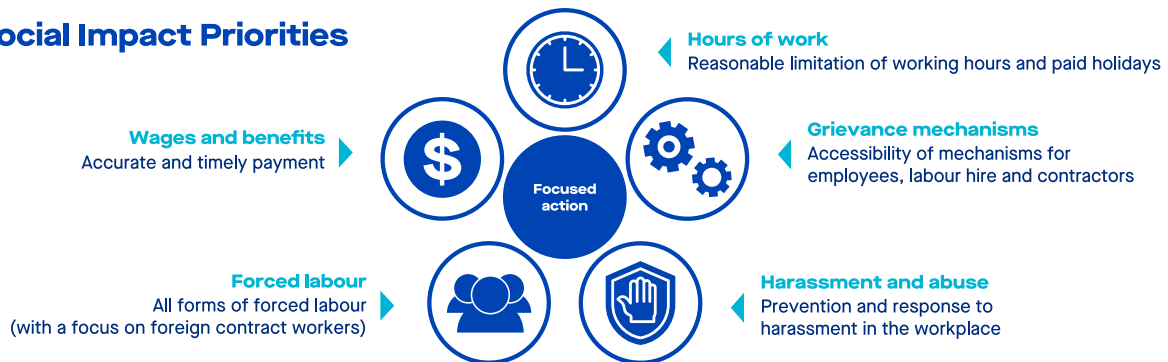 ocial Impact Priorities
Hours of work
Reasonable limitation of working hours and paid holidays
Wages and benefits
Accurate and timely payment
$
Grievance mechanisms
Accessibility of mechanisms for
employees, labour hire and contractors
Focused
action
Forced labour
All forms of forced labour
(with a focus on foreign contract workers)
Harassment and abuse
Prevention and response to
harassment in the workplace